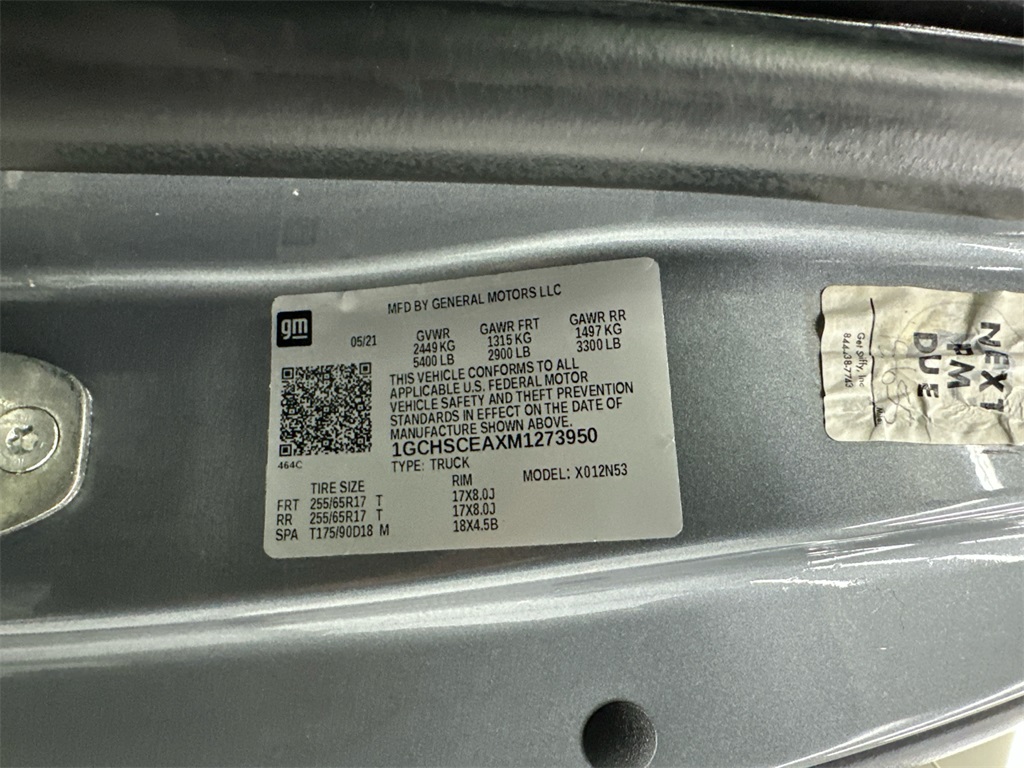 MFD BY GENERAL MOTORS LLC
gm
05/21
GVWR GAWR FRT GAWR RR
2449 KG 1315 KG 1497 KG
5400 LB 2900 LB 3300 LB
THIS VEHICLE CONFORMS TO ALL
APPLICABLE U.S. FEDERAL MOTOR
VEHICLE SAFETY AND THEFT PREVENTION
STANDARDS IN EFFECT ON THE DATE OF
MANUFACTURE SHOWN ABOVE.
1GCHSCEAXM1273950
464C
TYPE: TRUCK MODEL: X012N53
TIRE SIZE RIM
FRT 255/65R17 T 17X8.0J
RR 255/65R17 T 17X8.0J
SPA T175/90D18 M 18X4.5B
NEXT
PM
DUE